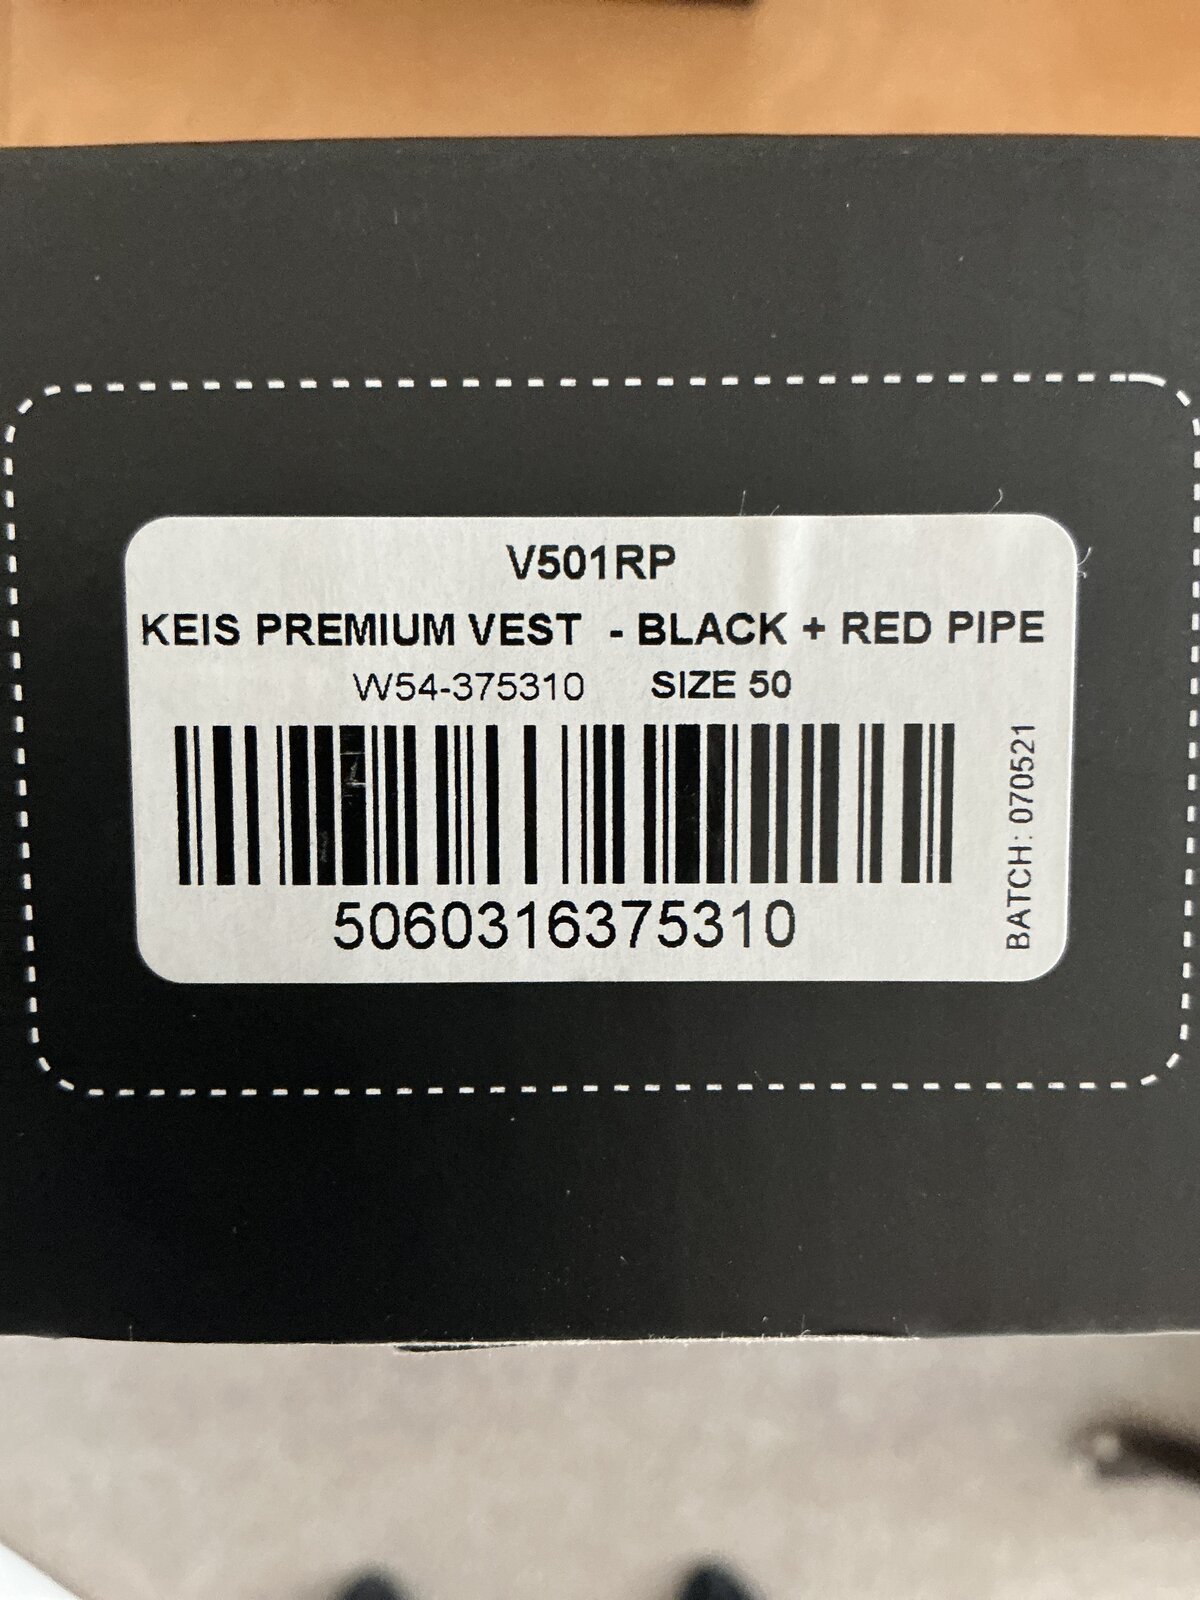 V501RP
KEIS PREMIUM VEST - BLACK + RED PIPE
W54-375310 SIZE 50
5060316375310
BATCH: 070521